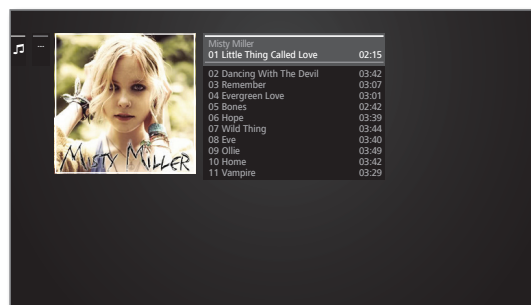 ...
MISTY MILLER
Misty Miller
01 Little Thing Called Love 02:15
02 Dancing With The Devil 03:42
03 Remember 03:07
04 Evergreen Love 03:01
05 Bones 02:42
06 Hope 03:39
07 Wild Thing 03:44
08 Eve 03:40
09 Ollie 03:49
10 Home 03:42
11 Vampire 03:29